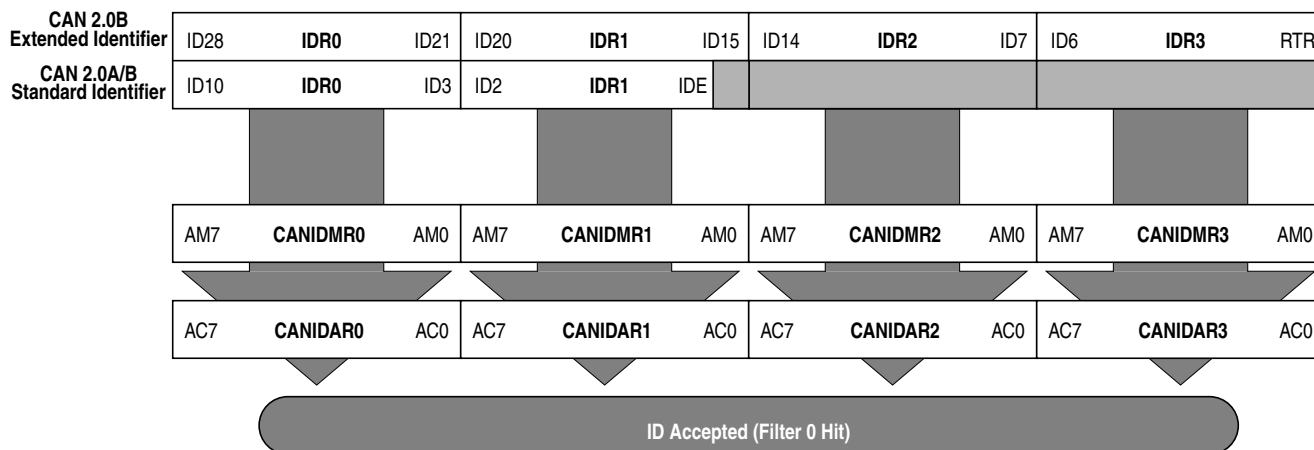 CAN 2.0B
Extended Identifier
ID28 IDR0 ID21 ID20 IDR1 ID15 ID14 IDR2 ID7 ID6 IDR3 RTR
CAN 2.0A/B
Standard Identifier
ID10 IDR0 ID3 ID2 IDR1 IDE
AM7 CANIDMR0 AM0 AM7 CANIDMR1 AM0 AM7 CANIDMR2 AM0 AM7 CANIDMR3 AM0
AC7 CANIDAR0 AC0 AC7 CANIDAR1 AC0 AC7 CANIDAR2 AC0 AC7 CANIDAR3 AC0
ID Accepted (Filter 0 Hit)